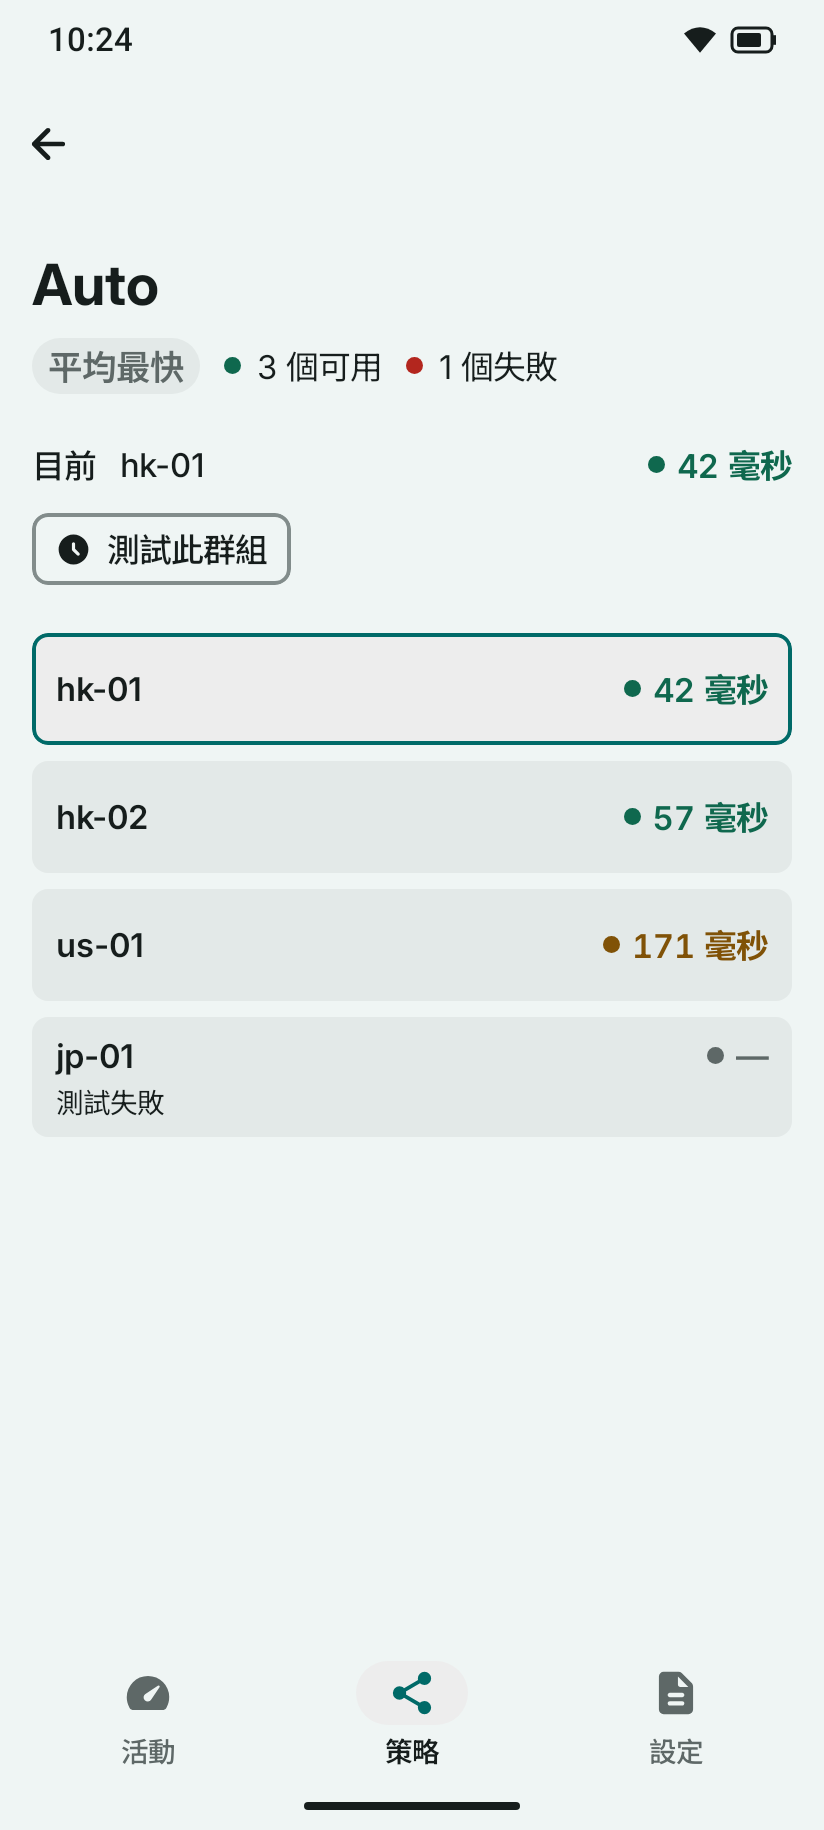 10:24
Auto
平均最快 3 個可用 1 個失敗
目前 hk-01 42 毫秒
測試此群組
hk-01 42 毫秒
hk-02 57 毫秒
us-01 171 毫秒
jp-01 —
測試失敗
活動 策略 設定